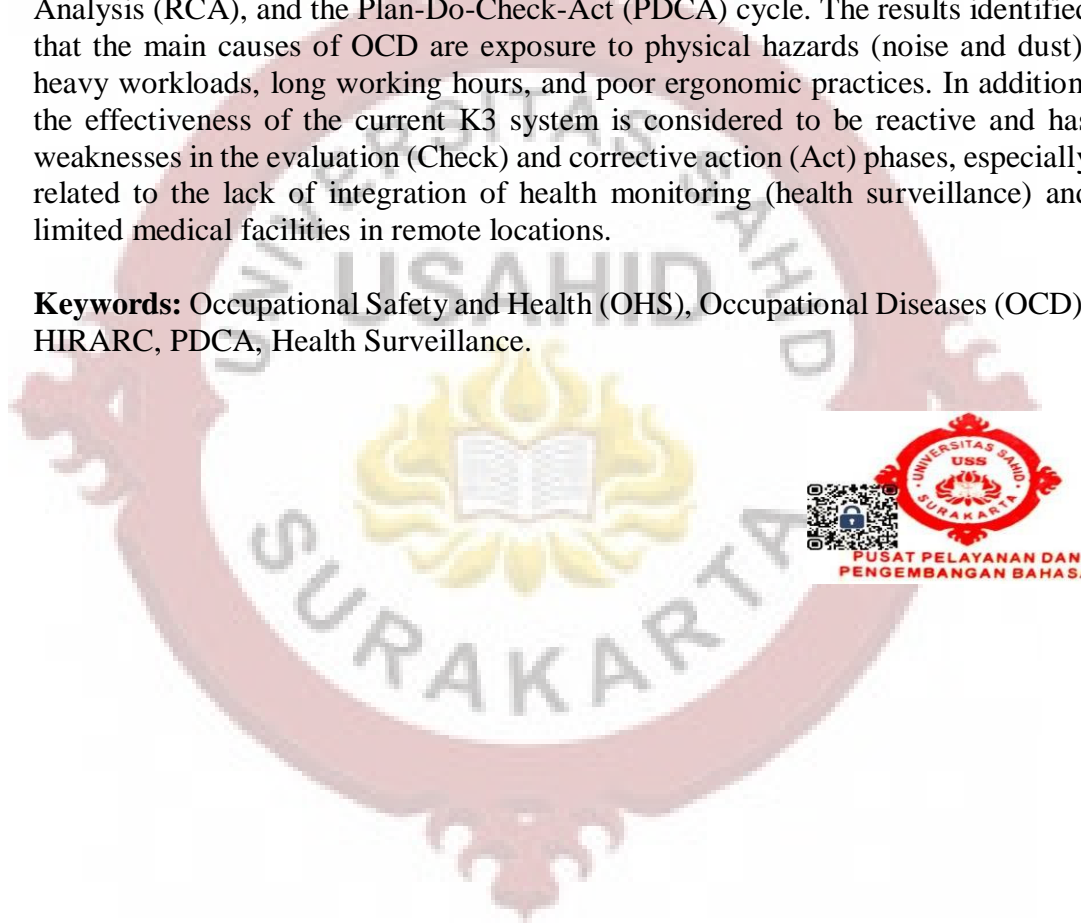 Analysis (RCA), and the Plan-Do-Check-Act (PDCA) cycle. The results identified
that the main causes of OCD are exposure to physical hazards (noise and dust)
heavy workloads, long working hours, and poor ergonomic practices. In addition
the effectiveness of the current K3 system is considered to be reactive and has
weaknesses in the evaluation (Check) and corrective action (Act) phases, especially
related to the lack of integration of health monitoring (health surveillance) and
limited medical facilities in remote locations.
Keywords: Occupational Safety and Health (OHS), Occupational Diseases (OCD)
HIRARC, PDCA, Health Surveillance.
UNIVERSITAS SAHID
USAHID
SURAKARTA
UNIVERSITAS SAHID
USS
SURAKARTA
PUSAT PELAYANAN DAN
PENGEMBANGAN BAHASA